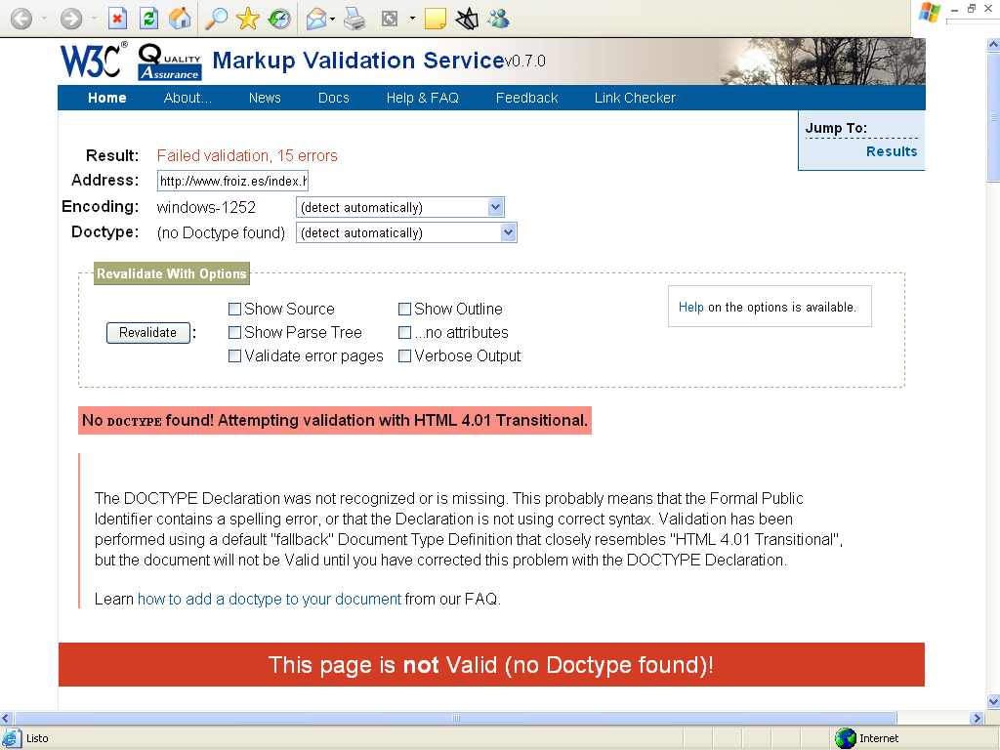 W3C® QUALITY Assurance Markup Validation Service v0.7.0
Home About... News Docs Help & FAQ Feedback Link Checker
Jump To:
Results
Result: Failed validation, 15 errors
Address: http://www.froiz.es/index.h
Encoding: windows-1252 (detect automatically)
Doctype: (no Doctype found) (detect automatically)
Revalidate With Options
Show Source Show Outline Help on the options is available.
Revalidate : Show Parse Tree ...no attributes
Validate error pages Verbose Output
No DOCTYPE found! Attempting validation with HTML 4.01 Transitional.
The DOCTYPE Declaration was not recognized or is missing. This probably means that the Formal Public
Identifier contains a spelling error, or that the Declaration is not using correct syntax. Validation has been
performed using a default "fallback" Document Type Definition that closely resembles "HTML 4.01 Transitional",
but the document will not be Valid until you have corrected this problem with the DOCTYPE Declaration.
Learn how to add a doctype to your document from our FAQ.
This page is not Valid (no Doctype found)!
Listo Internet